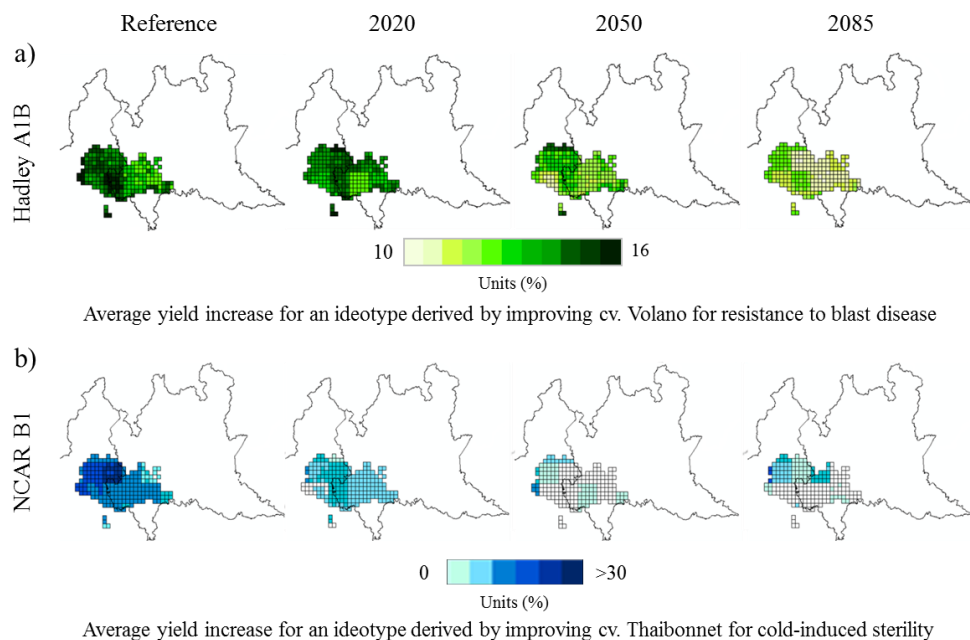 Reference 2020 2050 2085
a)
Hadley A1B
10 16
Units (%)
Average yield increase for an ideotype derived by improving cv. Volano for resistance to blast disease
b)
NCAR B1
0 >30
Units (%)
Average yield increase for an ideotype derived by improving cv. Thaibonnet for cold-induced sterility